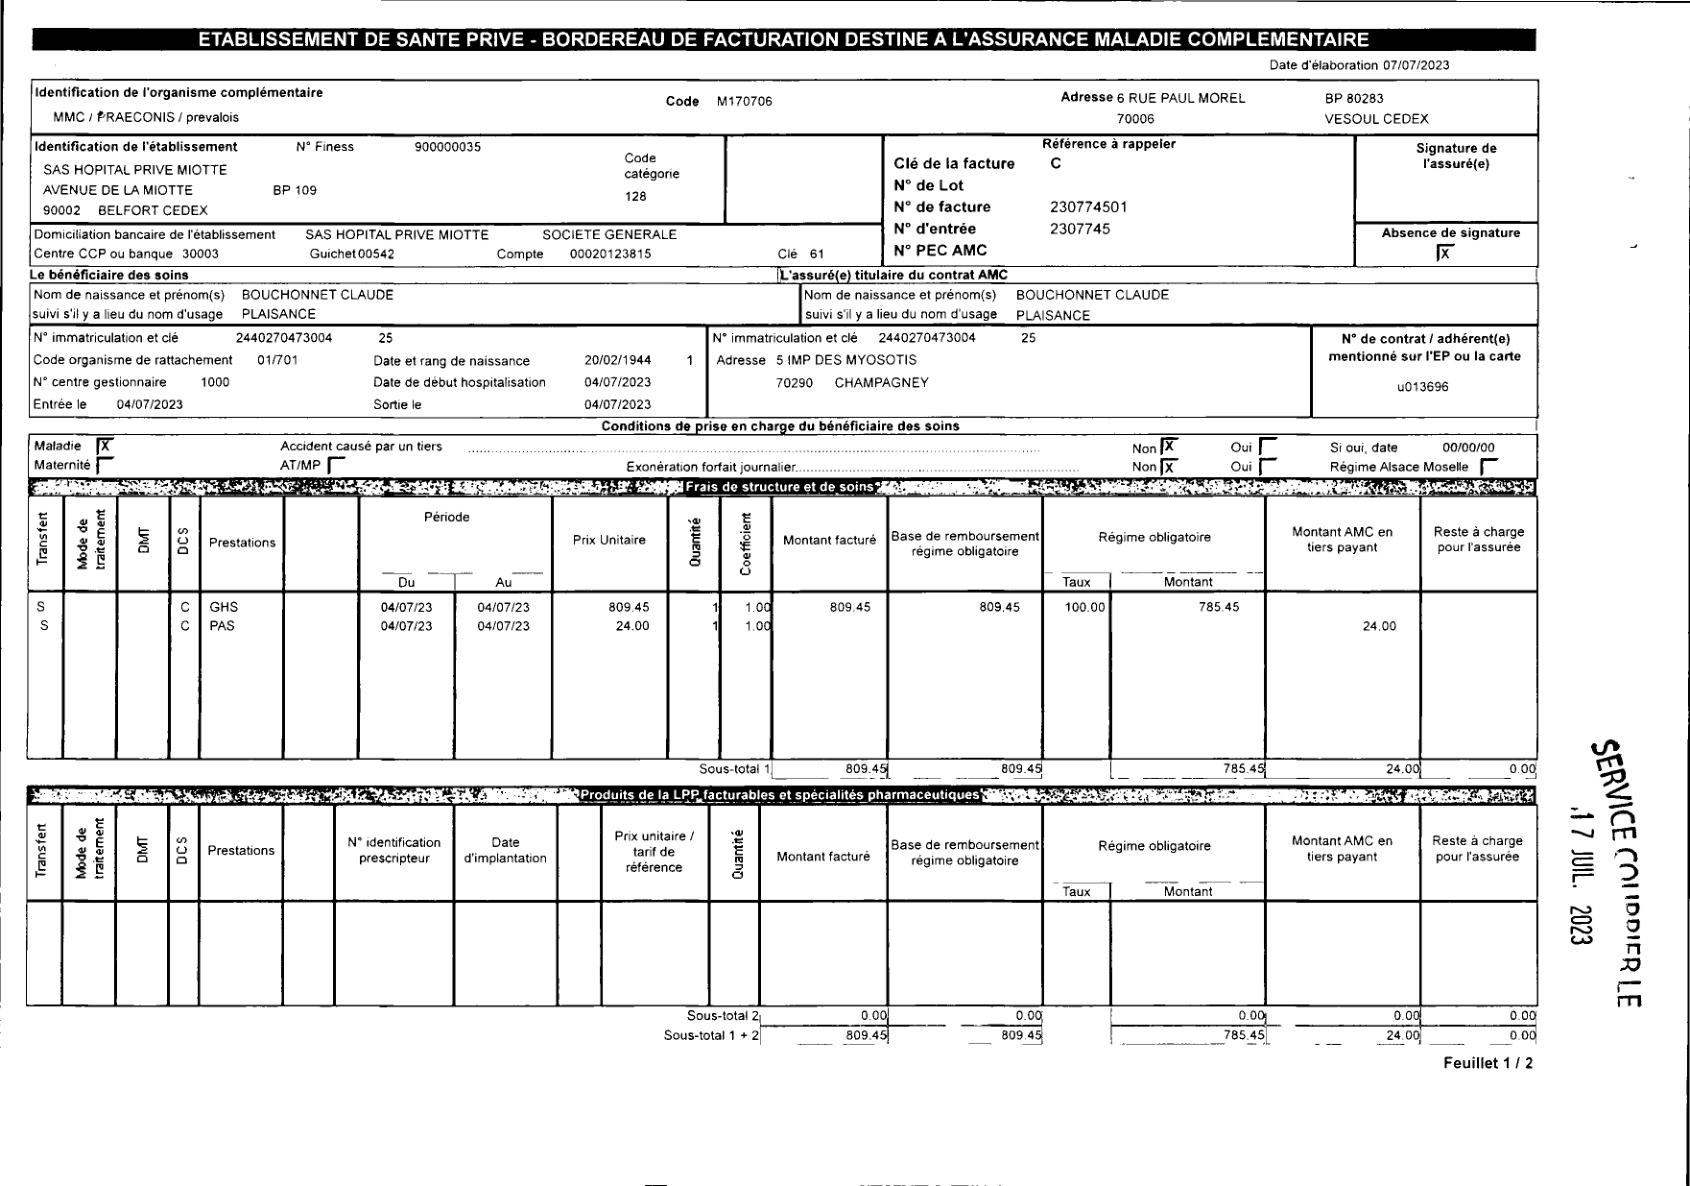 ETABLISSEMENT DE SANTE PRIVE - BORDEREAU DE FACTURATION DESTINE A L'ASSURANCE MALADIE COMPLEMENTAIRE
Date d'élaboration 07/07/2023
Identification de l'organisme complémentaire
Code M170706
Adresse 6 RUE PAUL MOREL BP 80283
MMC / PRAECONIS / prevalois
70006 VESOUL CEDEX
Identification de l'établissement N° Finess 900000035
SAS HOPITAL PRIVE MIOTTE
AVENUE DE LA MIOTTE BP 109
90002 BELFORT CEDEX
Code
catégorie
128
Référence à rappeler
Clé de la facture C
N° de Lot
N° de facture 230774501
N° d'entrée 2307745
N° PEC AMC
Signature de
l'assuré(e)
Absence de signature
X
Domiciliation bancaire de l'établissement SAS HOPITAL PRIVE MIOTTE SOCIETE GENERALE
Centre CCP ou banque 30003 Guichet 00542 Compte 00020123815 Clé 61
Le bénéficiaire des soins
L'assuré(e) titulaire du contrat AMC
Nom de naissance et prénom(s) BOUCHONNET CLAUDE
suivi s'il y a lieu du nom d'usage PLAISANCE
Nom de naissance et prénom(s) BOUCHONNET CLAUDE
suivi s'il y a lieu du nom d'usage PLAISANCE
N° immatriculation et clé 2440270473004 25
Code organisme de rattachement 01/701 Date et rang de naissance 20/02/1944 1
N° centre gestionnaire 1000 Date de début hospitalisation 04/07/2023
Entrée le 04/07/2023 Sortie le 04/07/2023
N° immatriculation et clé 2440270473004 25
Adresse 5 IMP DES MYOSOTIS
70290 CHAMPAGNEY
N° de contrat / adhérent(e)
mentionné sur l'EP ou la carte
u013696
Conditions de prise en charge du bénéficiaire des soins
Maladie X Accident causé par un tiers Non X Oui Si oui, date 00/00/00
Maternité AT/MP Exonération forfait journalier Non X Oui Régime Alsace Moselle
Frais de structure et de soins
Transfert Mode de traitement DMT DCS Prestations Période Du Au Prix Unitaire Quantité Coefficient Montant facturé Base de remboursement régime obligatoire Régime obligatoire Taux Montant Montant AMC en tiers payant Reste à charge pour l'assurée
S C GHS 04/07/23 04/07/23 809.45 1 1.00 809.45 809.45 100.00 785.45
S C PAS 04/07/23 04/07/23 24.00 1 1.00 24.00
Sous-total 1 809.45 809.45 785.45 24.00 0.00
Produits de la LPP facturables et spécialités pharmaceutiques
Transfert Mode de traitement DMT DCS Prestations N° identification prescripteur Date d'implantation Prix unitaire / tarif de référence Quantité Montant facturé Base de remboursement régime obligatoire Régime obligatoire Taux Montant Montant AMC en tiers payant Reste à charge pour l'assurée
Sous-total 2 0.00 0.00 0.00 0.00 0.00
Sous-total 1 + 2 809.45 809.45 785.45 24.00 0.00
Feuillet 1 / 2
SERVICE COURRIER LE
17 JUIL. 2023